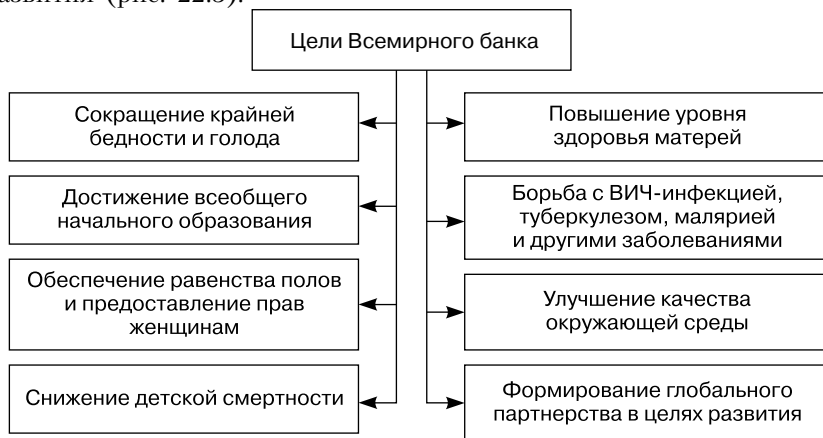 развития (рис. 22.3).
Цели Всемирного банка
Сокращение крайней
бедности и голода
Достижение всеобщего
начального образования
Обеспечение равенства полов
и предоставление прав
женщинам
Снижение детской смертности
Повышение уровня
здоровья матерей
Борьба с ВИЧ-инфекцией,
туберкулезом, малярией
и другими заболеваниями
Улучшение качества
окружающей среды
Формирование глобального
партнерства в целях развития